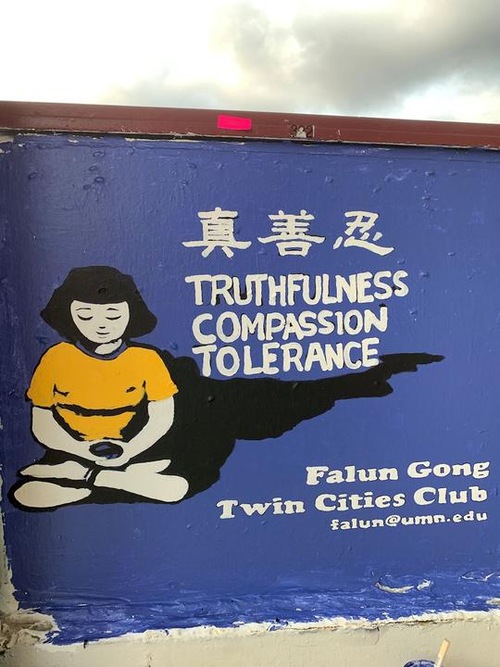 真善忍
TRUTHFULNESS
COMPASSION
TOLERANCE
Falun Gong
Twin Cities Club
falun@umn.edu